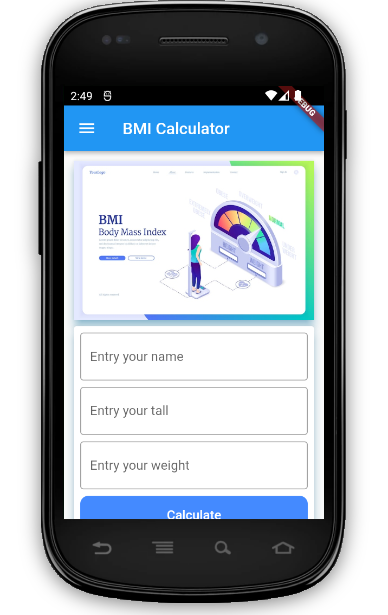 2:49
DEBUG
BMI Calculator
BMI
Body Mass Index
Entry your name
Entry your tall
Entry your weight
Calculate